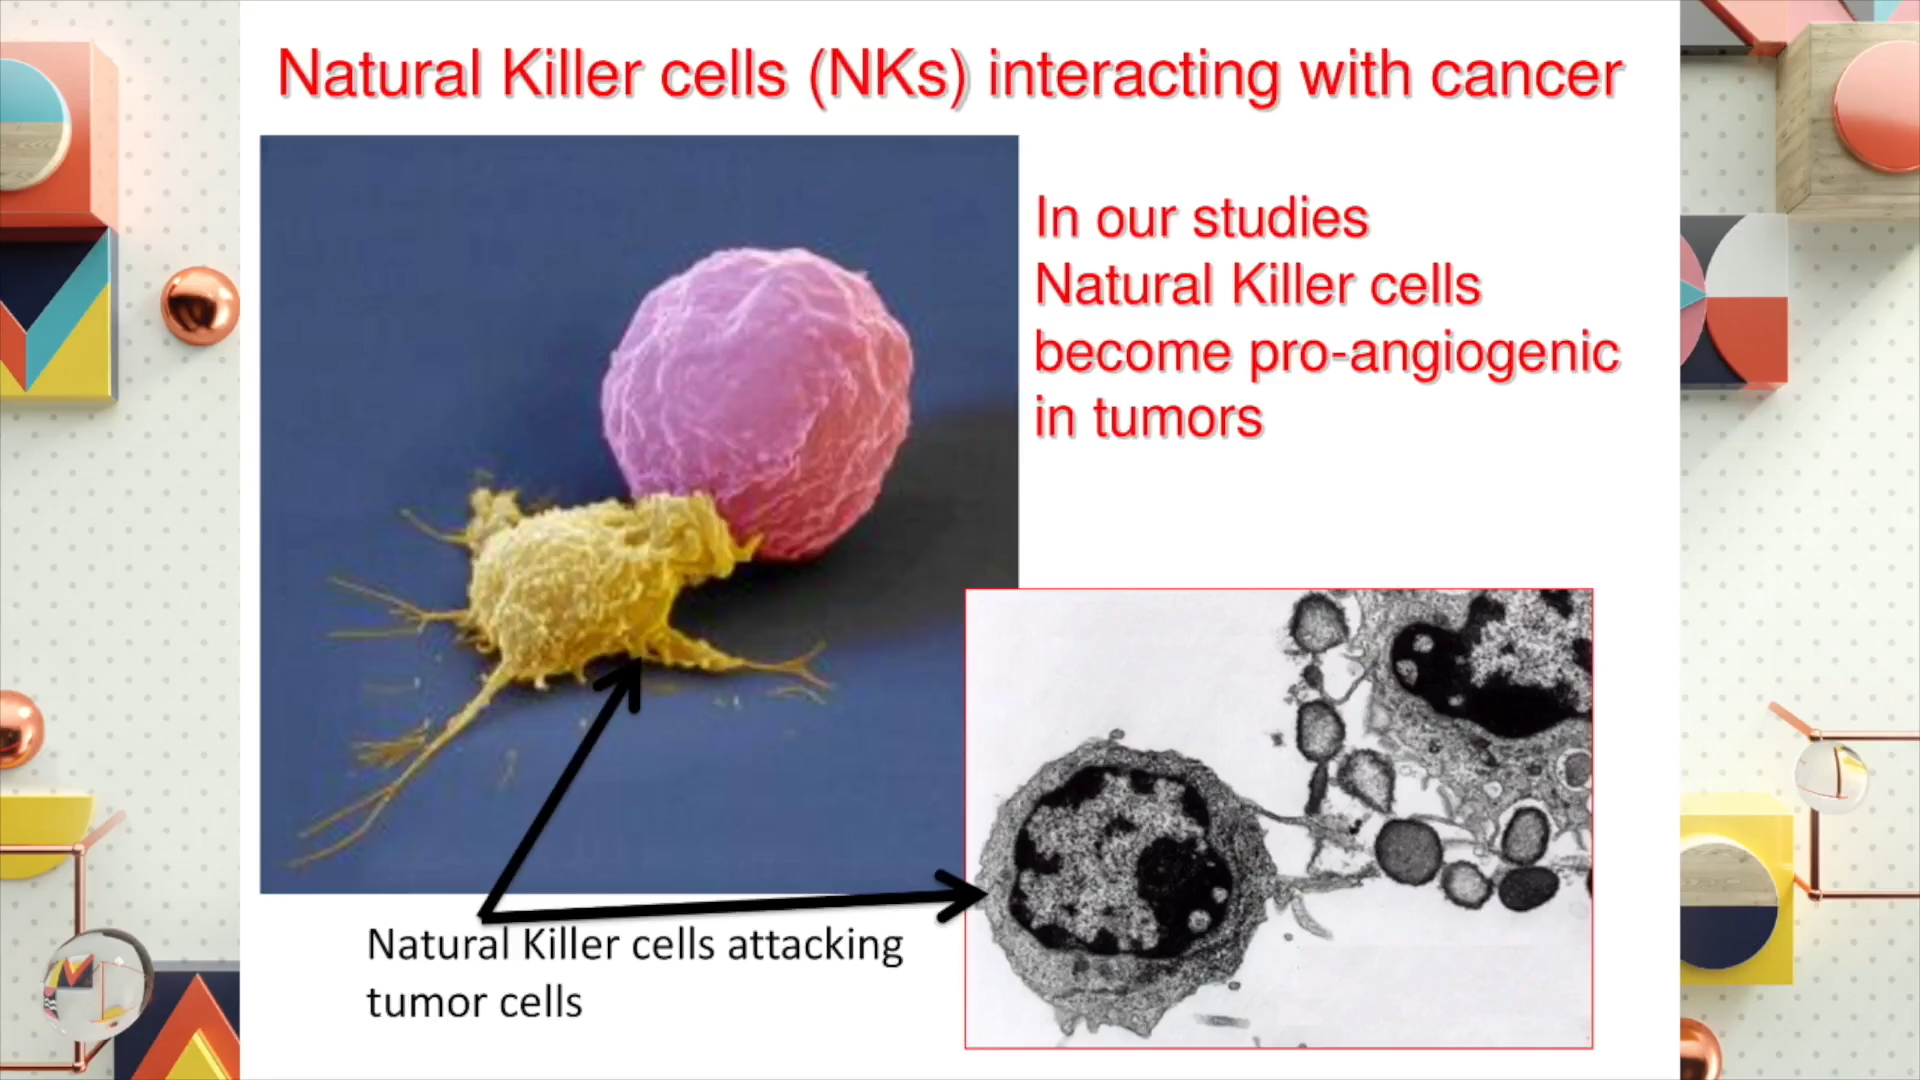 Natural Killer cells (NKs) interacting with cancer
In our studies
Natural Killer cells
become pro-angiogenic
in tumors
Natural Killer cells attacking
tumor cells